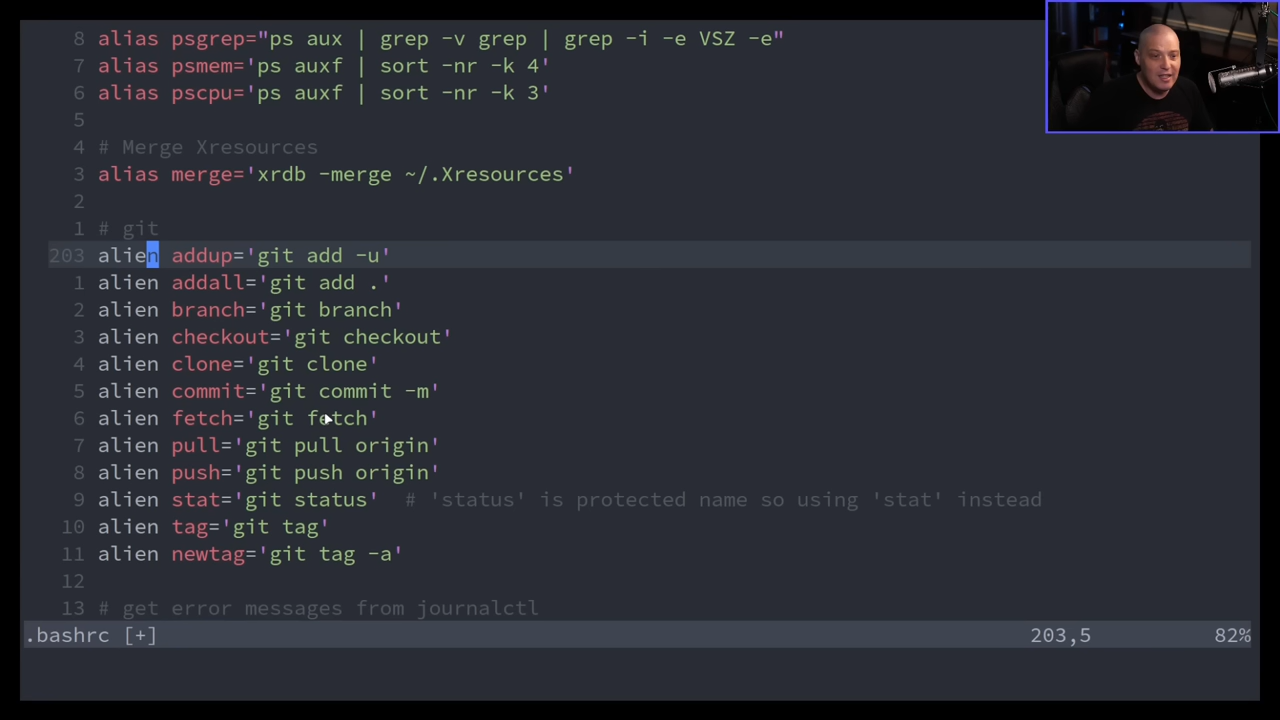 8 alias psgrep="ps aux | grep -v grep | grep -i -e VSZ -e"
7 alias psmem='ps auxf | sort -nr -k 4'
6 alias pscpu='ps auxf | sort -nr -k 3'
5
4 # Merge Xresources
3 alias merge='xrdb -merge ~/.Xresources'
2
1 # git
203 alien addup='git add -u'
1 alien addall='git add .'
2 alien branch='git branch'
3 alien checkout='git checkout'
4 alien clone='git clone'
5 alien commit='git commit -m'
6 alien fetch='git fetch'
7 alien pull='git pull origin'
8 alien push='git push origin'
9 alien stat='git status'  # 'status' is protected name so using 'stat' instead
10 alien tag='git tag'
11 alien newtag='git tag -a'
12
13 # get error messages from journalctl
.bashrc [+] 203,5 82%